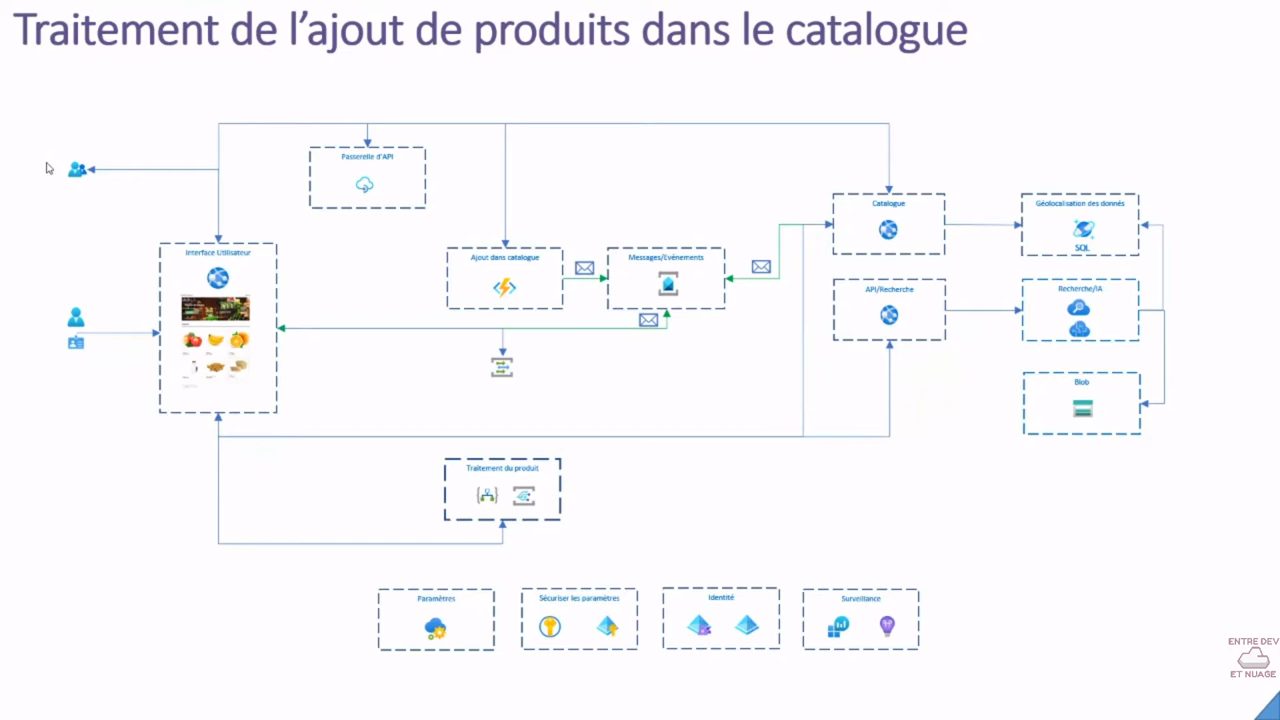 Traitement de l’ajout de produits dans le catalogue
Passerelle d'API
Interface Utilisateur
Ajout dans catalogue
Messages/Evènements
Catalogue
Géolocalisation des donnés
SQL
API/Recherche
Recherche/IA
Blob
Traitement du produit
Paramètres
Sécuriser les paramètres
Identité
Surveillance
ENTRE DEV
ET NUAGE